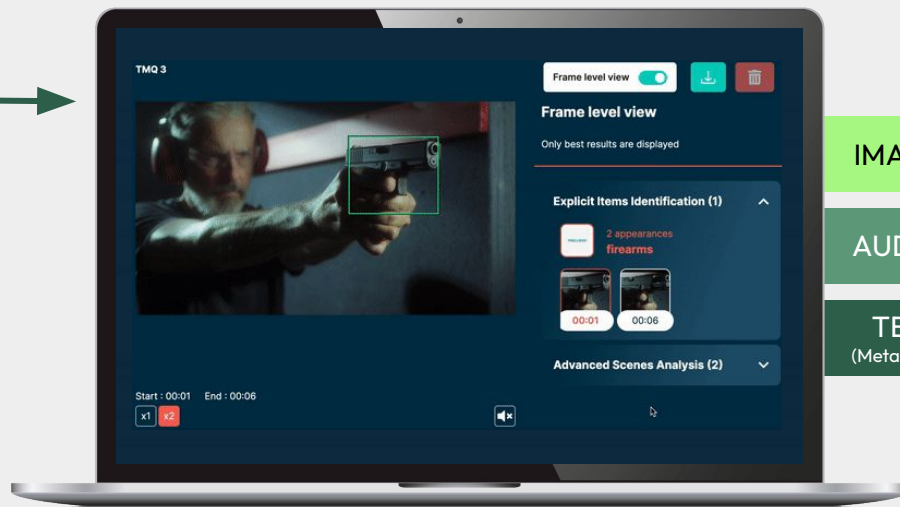 TMQ 3
Frame level view
Frame level view
Only best results are displayed
Explicit Items Identification (1)
2 appearances
firearms
00:01
00:06
Advanced Scenes Analysis (2)
Start : 00:01 End : 00:06
x1 x2
IMA
AUD
TE
(Meta